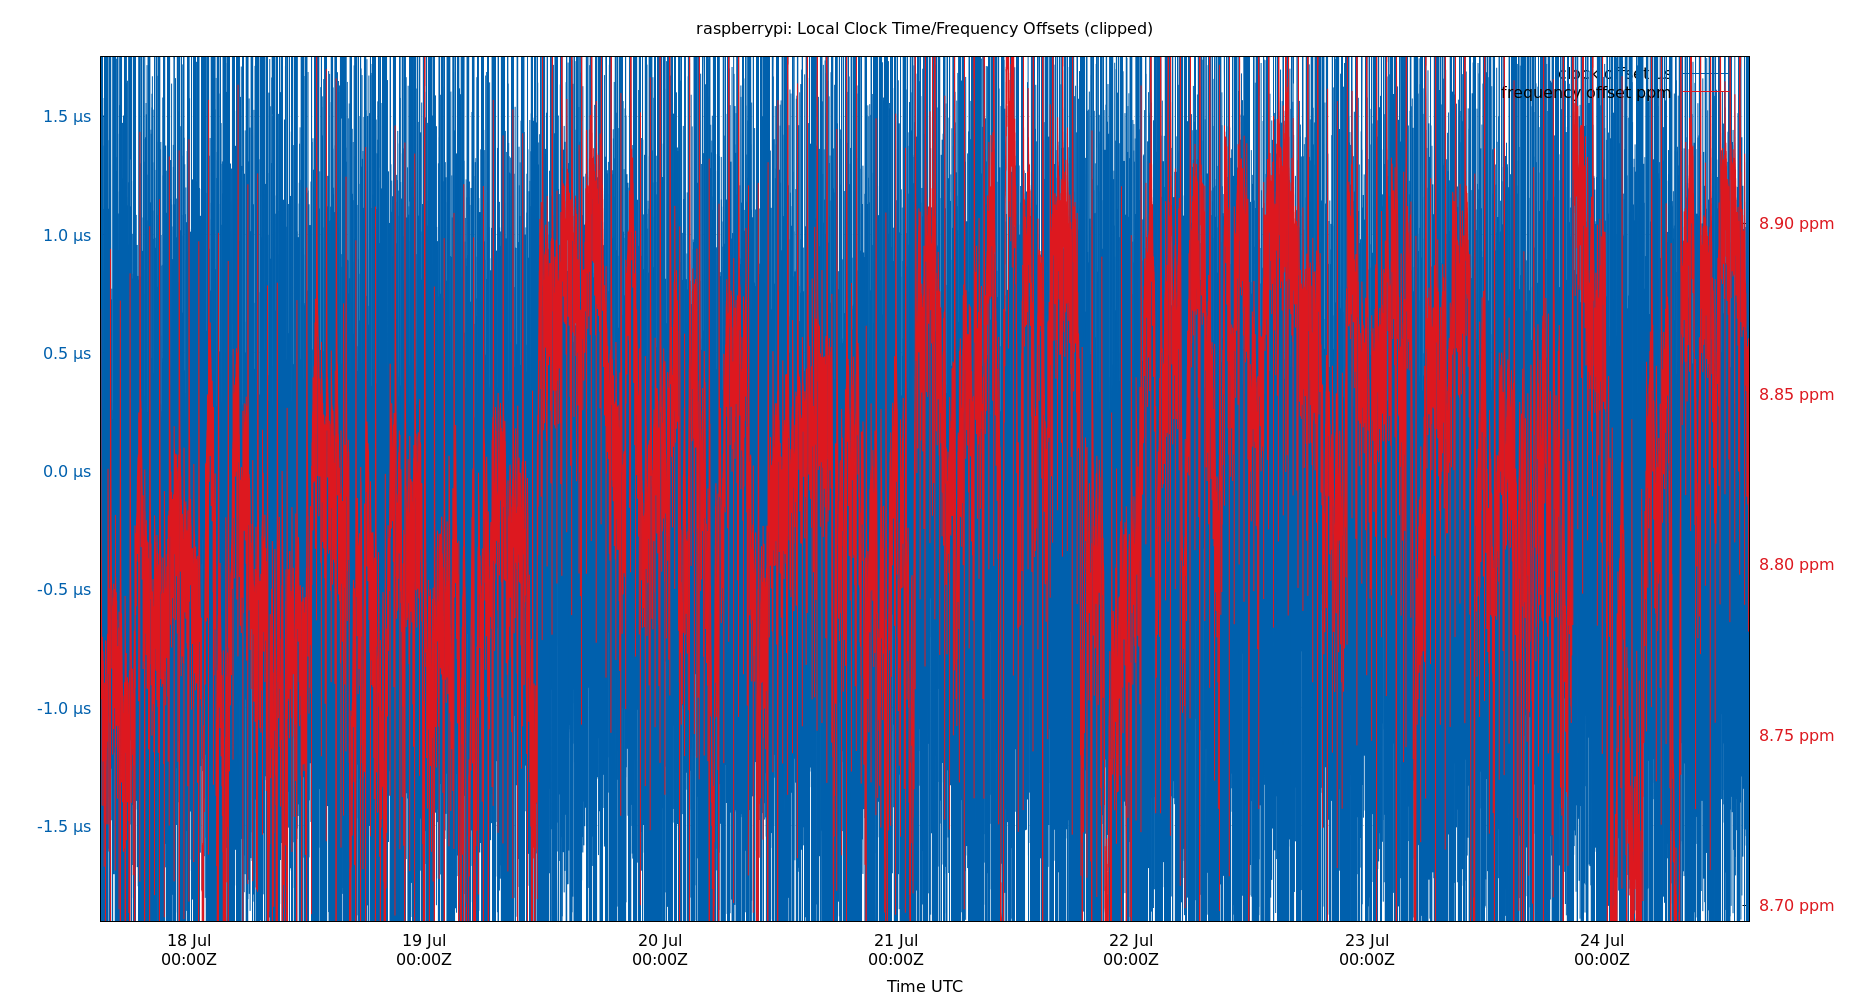 raspberrypi: Local Clock Time/Frequency Offsets (clipped)
clock offset μs
frequency offset ppm
1.5 μs
1.0 μs
0.5 μs
0.0 μs
-0.5 μs
-1.0 μs
-1.5 μs
8.90 ppm
8.85 ppm
8.80 ppm
8.75 ppm
8.70 ppm
18 Jul 19 Jul 20 Jul 21 Jul 22 Jul 23 Jul 24 Jul
00:00Z 00:00Z 00:00Z 00:00Z 00:00Z 00:00Z 00:00Z
Time UTC